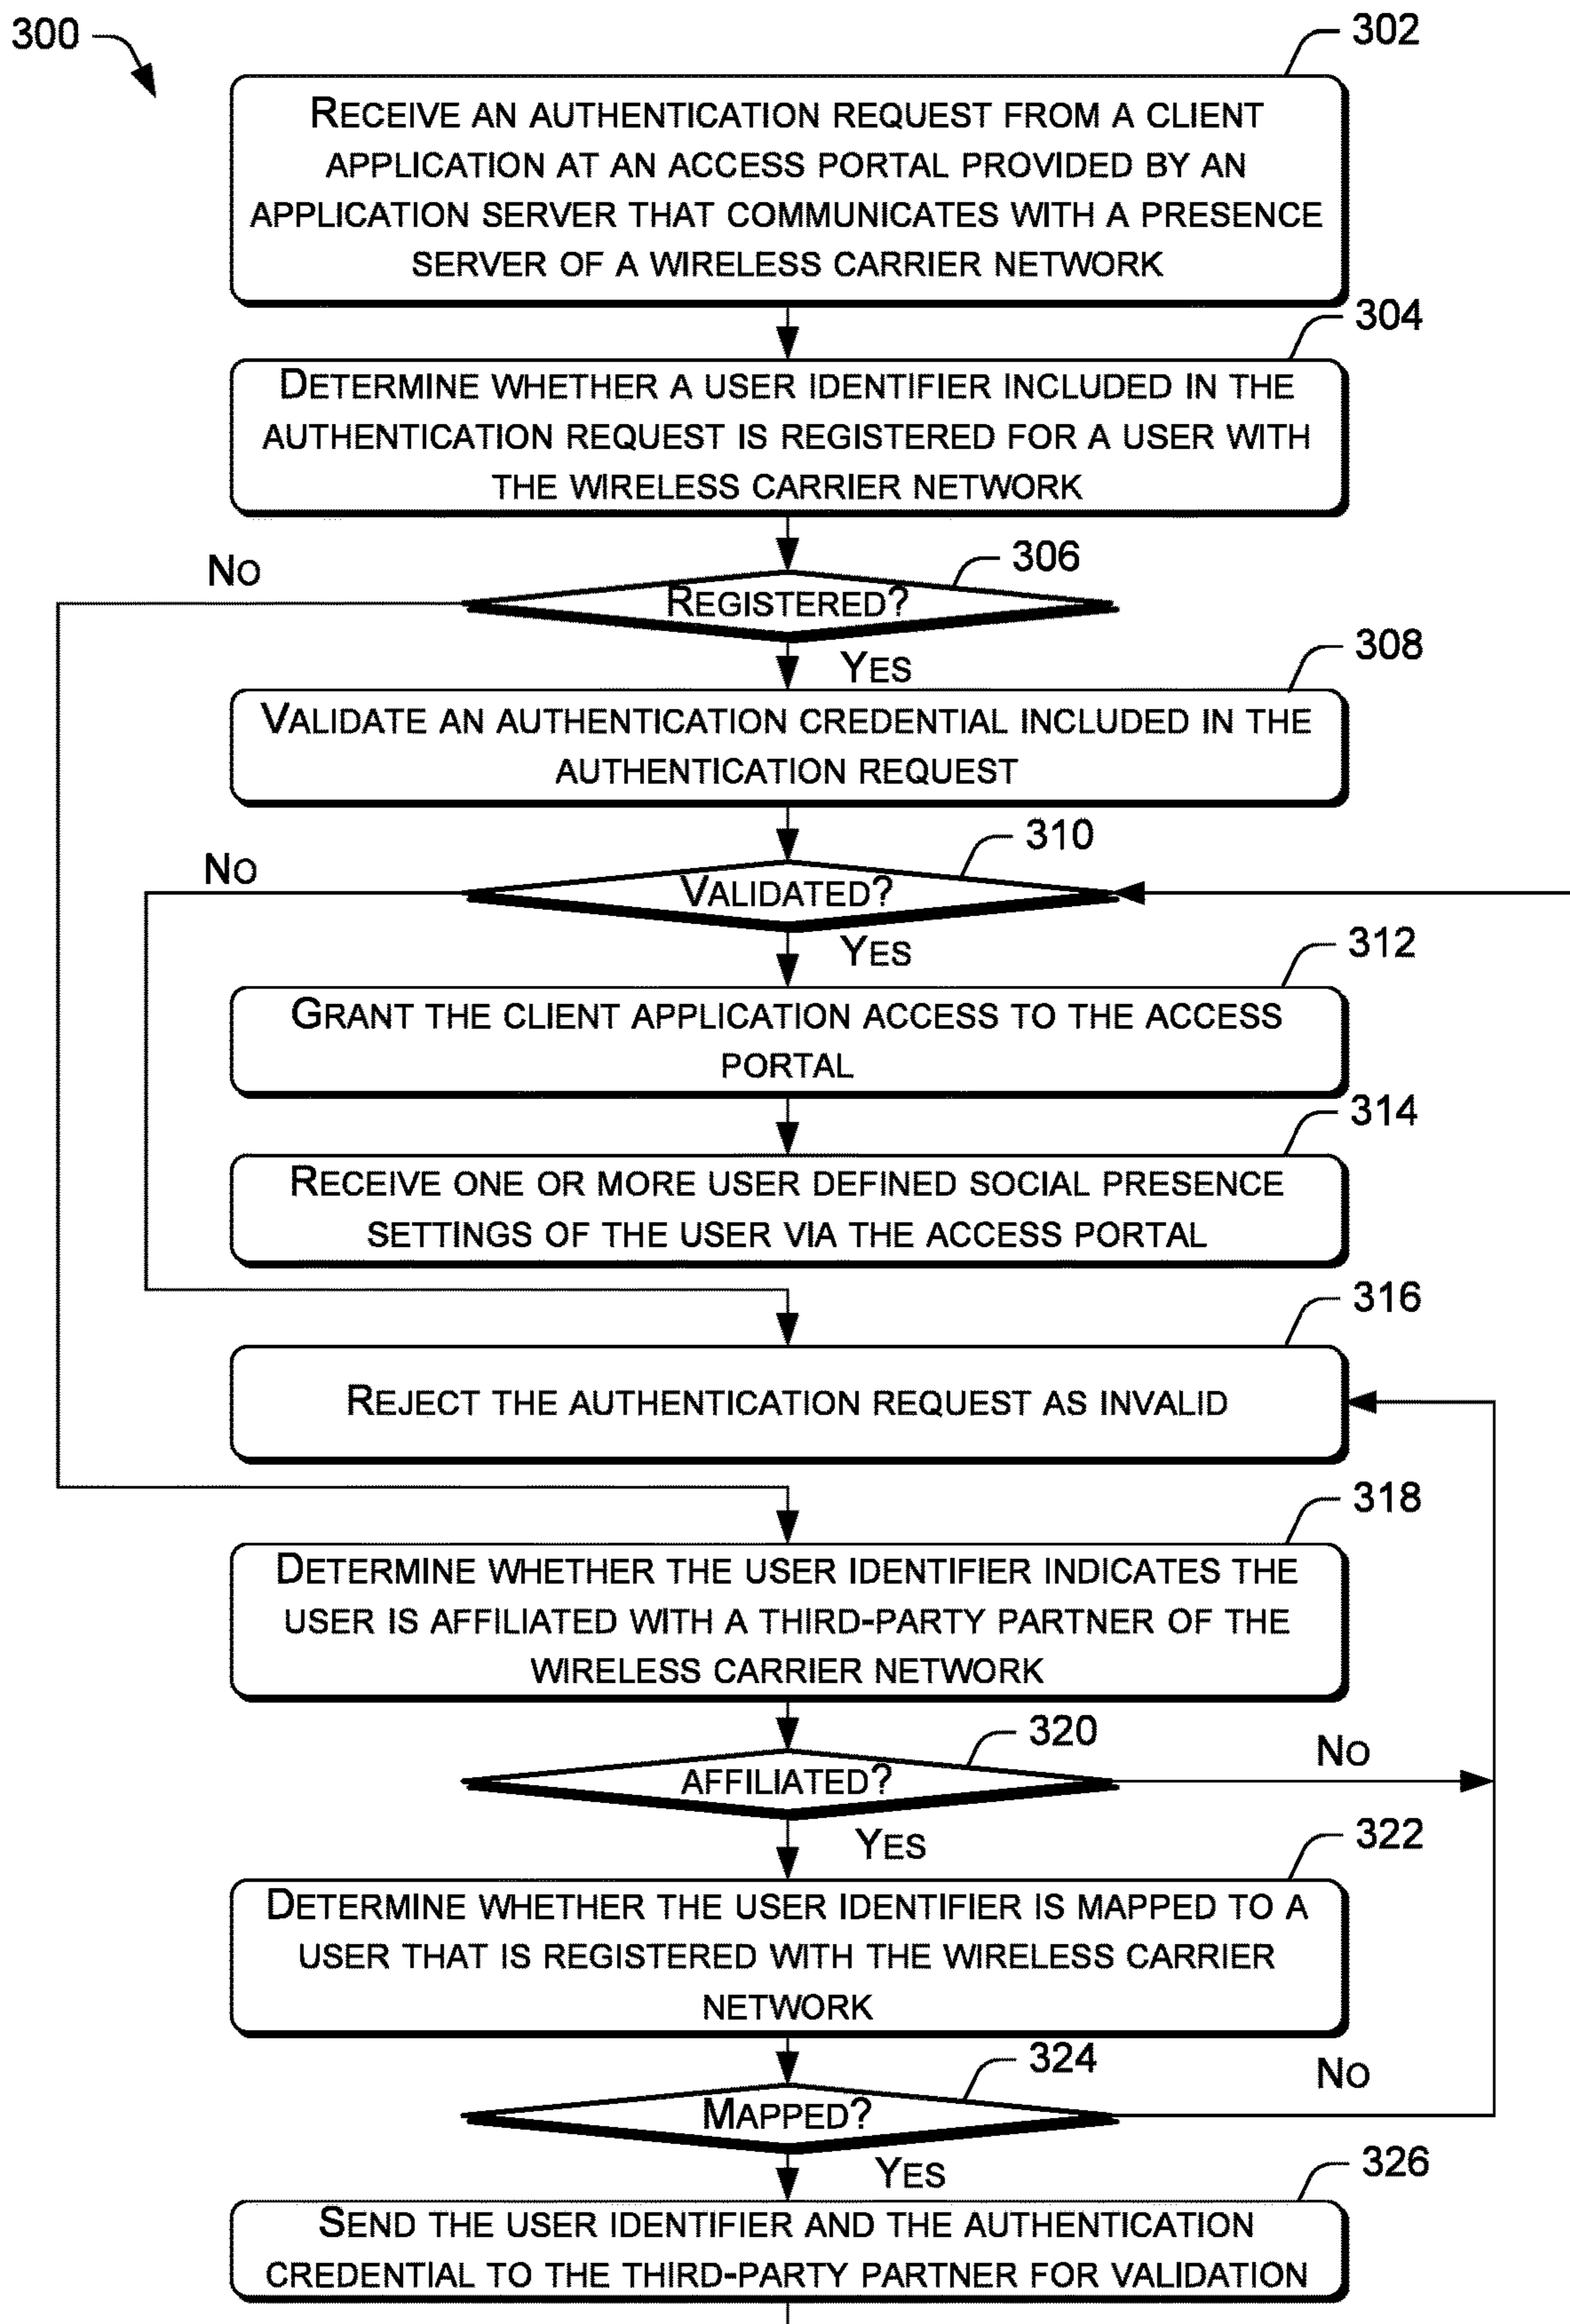 300
302
RECEIVE AN AUTHENTICATION REQUEST FROM A CLIENT
APPLICATION AT AN ACCESS PORTAL PROVIDED BY AN
APPLICATION SERVER THAT COMMUNICATES WITH A PRESENCE
SERVER OF A WIRELESS CARRIER NETWORK
304
DETERMINE WHETHER A USER IDENTIFIER INCLUDED IN THE
AUTHENTICATION REQUEST IS REGISTERED FOR A USER WITH
THE WIRELESS CARRIER NETWORK
NO
306
REGISTERED?
YES
308
VALIDATE AN AUTHENTICATION CREDENTIAL INCLUDED IN THE
AUTHENTICATION REQUEST
NO
310
VALIDATED?
YES
312
GRANT THE CLIENT APPLICATION ACCESS TO THE ACCESS
PORTAL
314
RECEIVE ONE OR MORE USER DEFINED SOCIAL PRESENCE
SETTINGS OF THE USER VIA THE ACCESS PORTAL
316
REJECT THE AUTHENTICATION REQUEST AS INVALID
318
DETERMINE WHETHER THE USER IDENTIFIER INDICATES THE
USER IS AFFILIATED WITH A THIRD-PARTY PARTNER OF THE
WIRELESS CARRIER NETWORK
320
AFFILIATED?
NO
YES
322
DETERMINE WHETHER THE USER IDENTIFIER IS MAPPED TO A
USER THAT IS REGISTERED WITH THE WIRELESS CARRIER
NETWORK
324
MAPPED?
NO
YES
326
SEND THE USER IDENTIFIER AND THE AUTHENTICATION
CREDENTIAL TO THE THIRD-PARTY PARTNER FOR VALIDATION